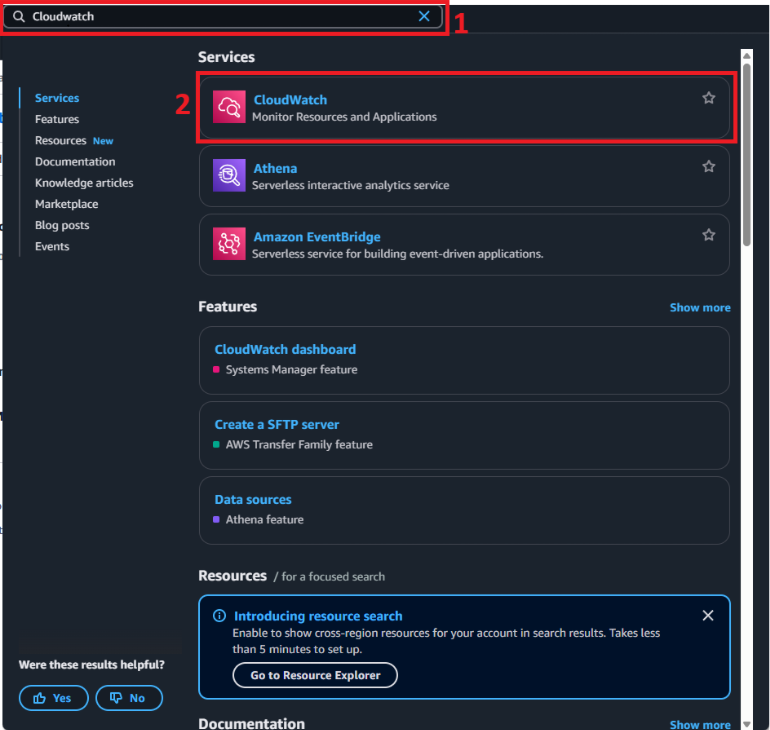 Cloudwatch
1
Services
Features
Resources New
Documentation
Knowledge articles
Marketplace
Blog posts
Events
Were these results helpful?
Yes
No
Services
2
CloudWatch
Monitor Resources and Applications
Athena
Serverless interactive analytics service
Amazon EventBridge
Serverless service for building event-driven applications.
Features
Show more
CloudWatch dashboard
Systems Manager feature
Create a SFTP server
AWS Transfer Family feature
Data sources
Athena feature
Resources / for a focused search
Introducing resource search
Enable to show cross-region resources for your account in search results. Takes less
than 5 minutes to set up.
Go to Resource Explorer
Documentation
Show more